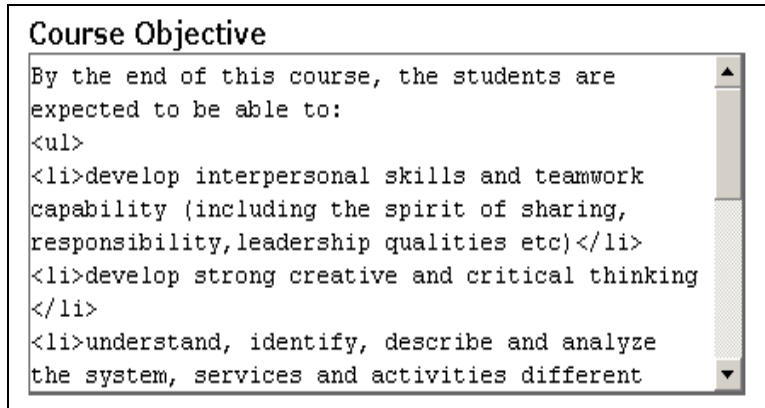 Course Objective
By the end of this course, the students are
expected to be able to:
<ul>
<li>develop interpersonal skills and teamwork
capability (including the spirit of sharing,
responsibility,leadership qualities etc)</li>
<li>develop strong creative and critical thinking
</li>
<li>understand, identify, describe and analyze
the system, services and activities different